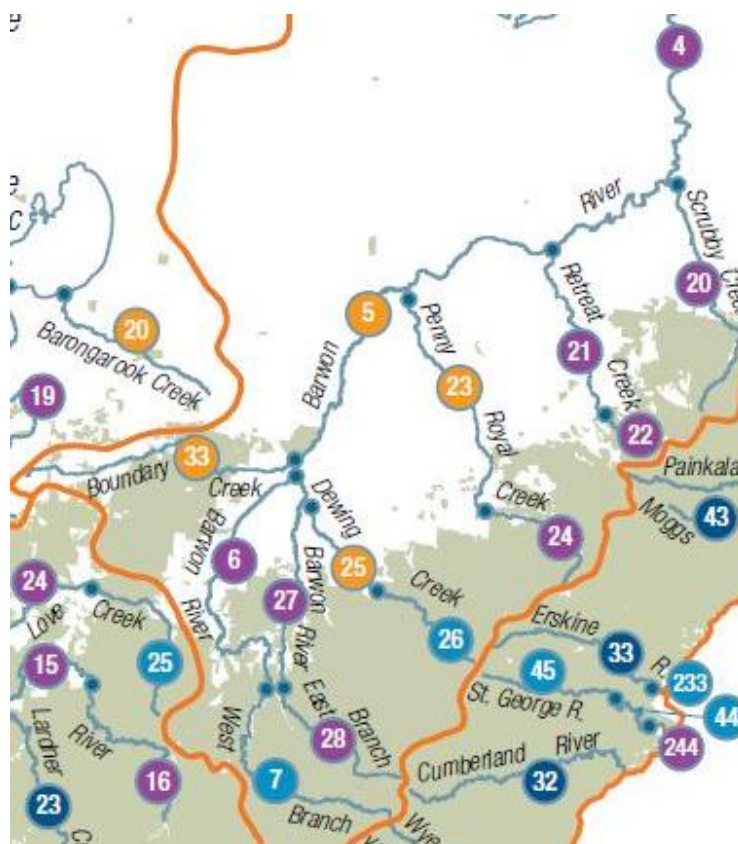 4
River
Scrubby
20
Retreat
21
Creek
22
5
Barwon
Penny
23
Royal
Creek
24
20
Barongarook Creek
19
33
Boundary
Creek
Dewing
25
Creek
26
Barwon
6
River
West
7
Branch
27
Barwon
River
East
28
Branch
Painkala
Moggs
43
Erskine
33
R.
233
45
St. George R.
44
244
Cumberland
River
32
Wye
24
Love
Creek
25
15
River
16
Lardner
23